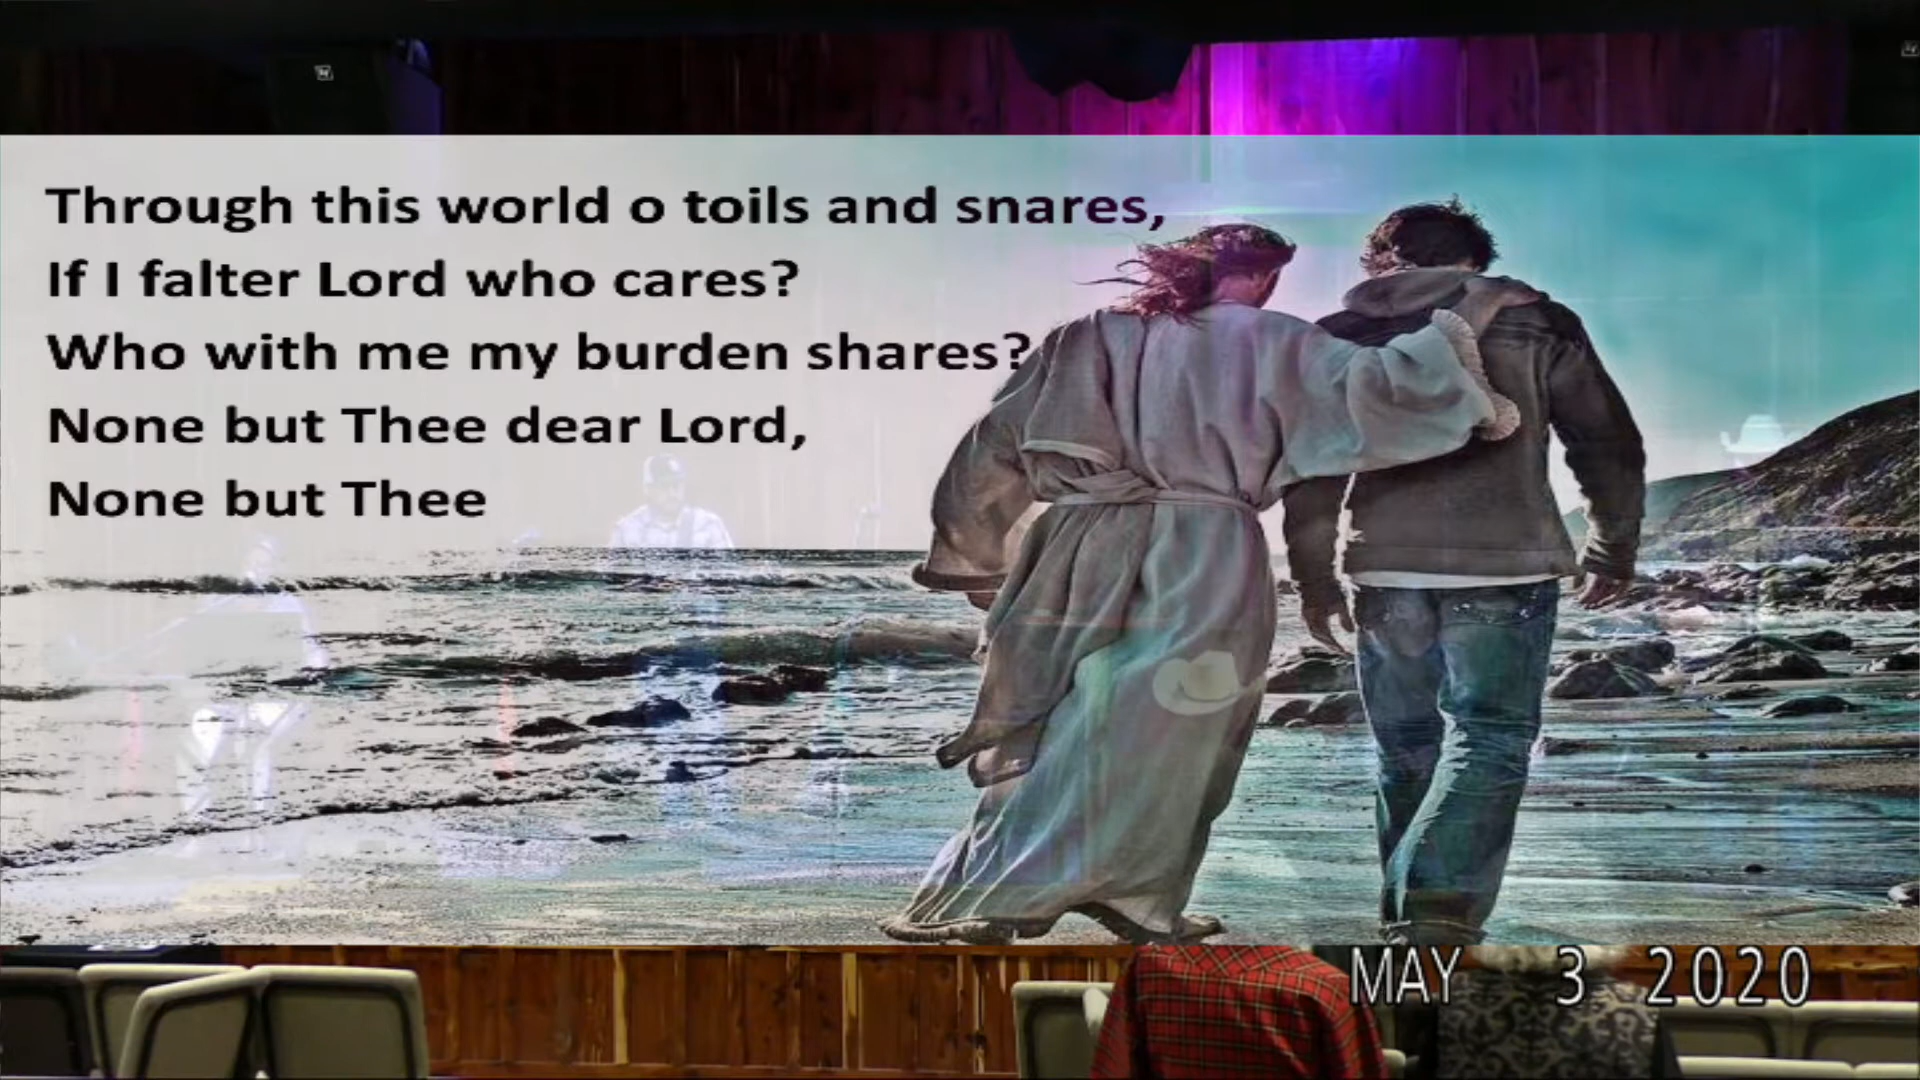 Through this world o toils and snares,
If I falter Lord who cares?
Who with me my burden shares?
None but Thee dear Lord,
None but Thee
MAY 3 2020